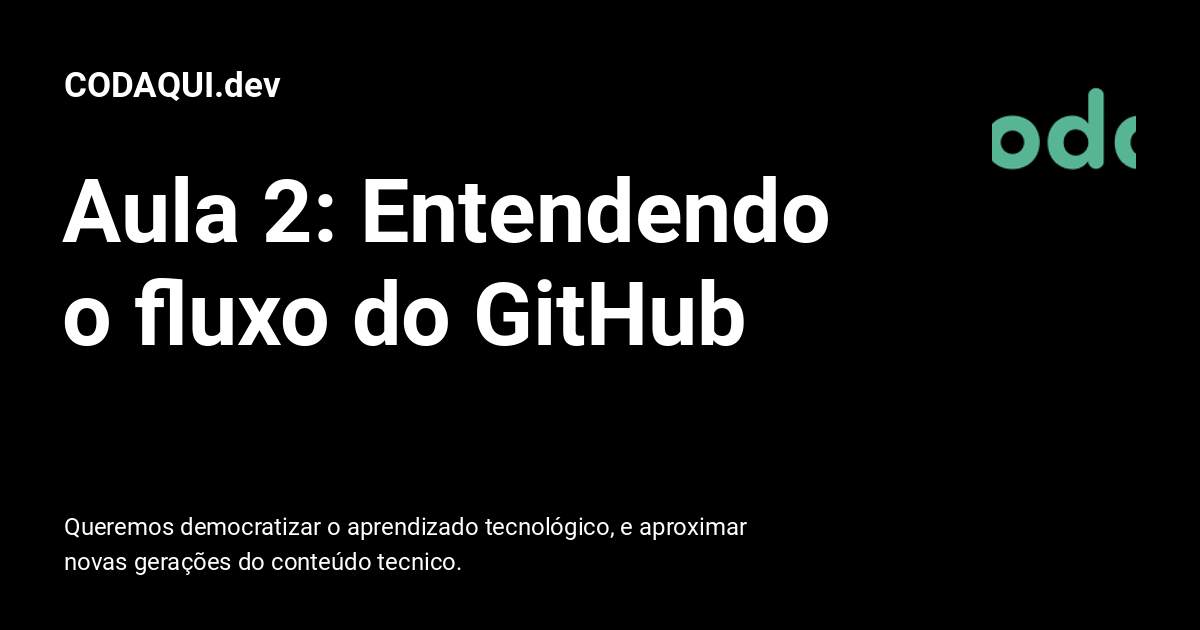 CODAQUI.dev
Aula 2: Entendendo
o fluxo do GitHub
Queremos democratizar o aprendizado tecnológico, e aproximar
novas gerações do conteúdo tecnico.